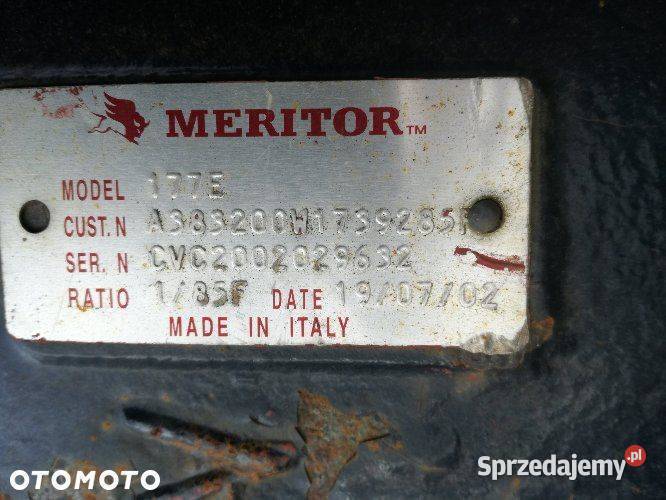 MERITOR™
MODEL 177E
CUST.N A383200W1739285
SER. N CVC2002029632
RATIO 1/85F DATE 19/07/02
MADE IN ITALY
OTOMOTO
Sprzedajemy.pl